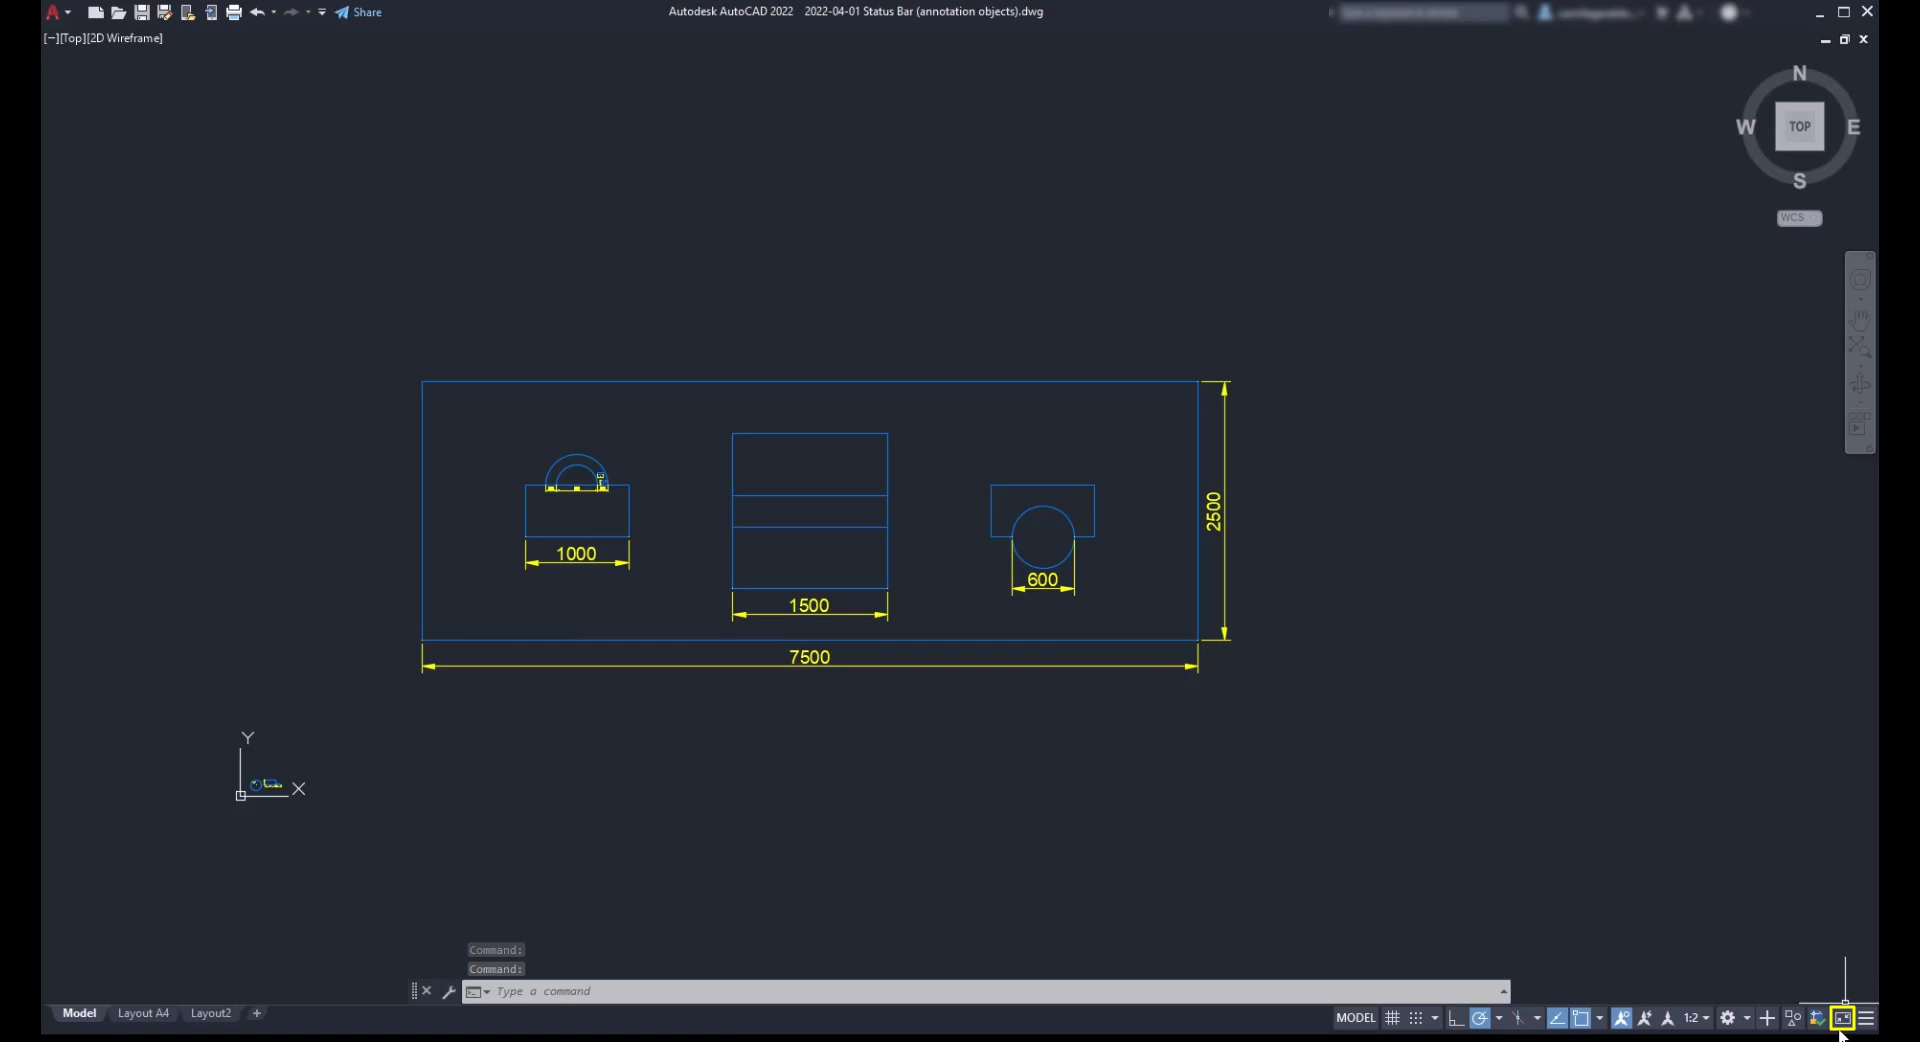 Share
Autodesk AutoCAD 2022 2022-04-01 Status Bar (annotation objects).dwg
[−][Top][2D Wireframe]
N
W
TOP
E
S
WCS
2500
1000
600
1500
7500
Y
X
Command:
Command:
Type a command
Model
Layout A4
Layout2
MODEL
1:2